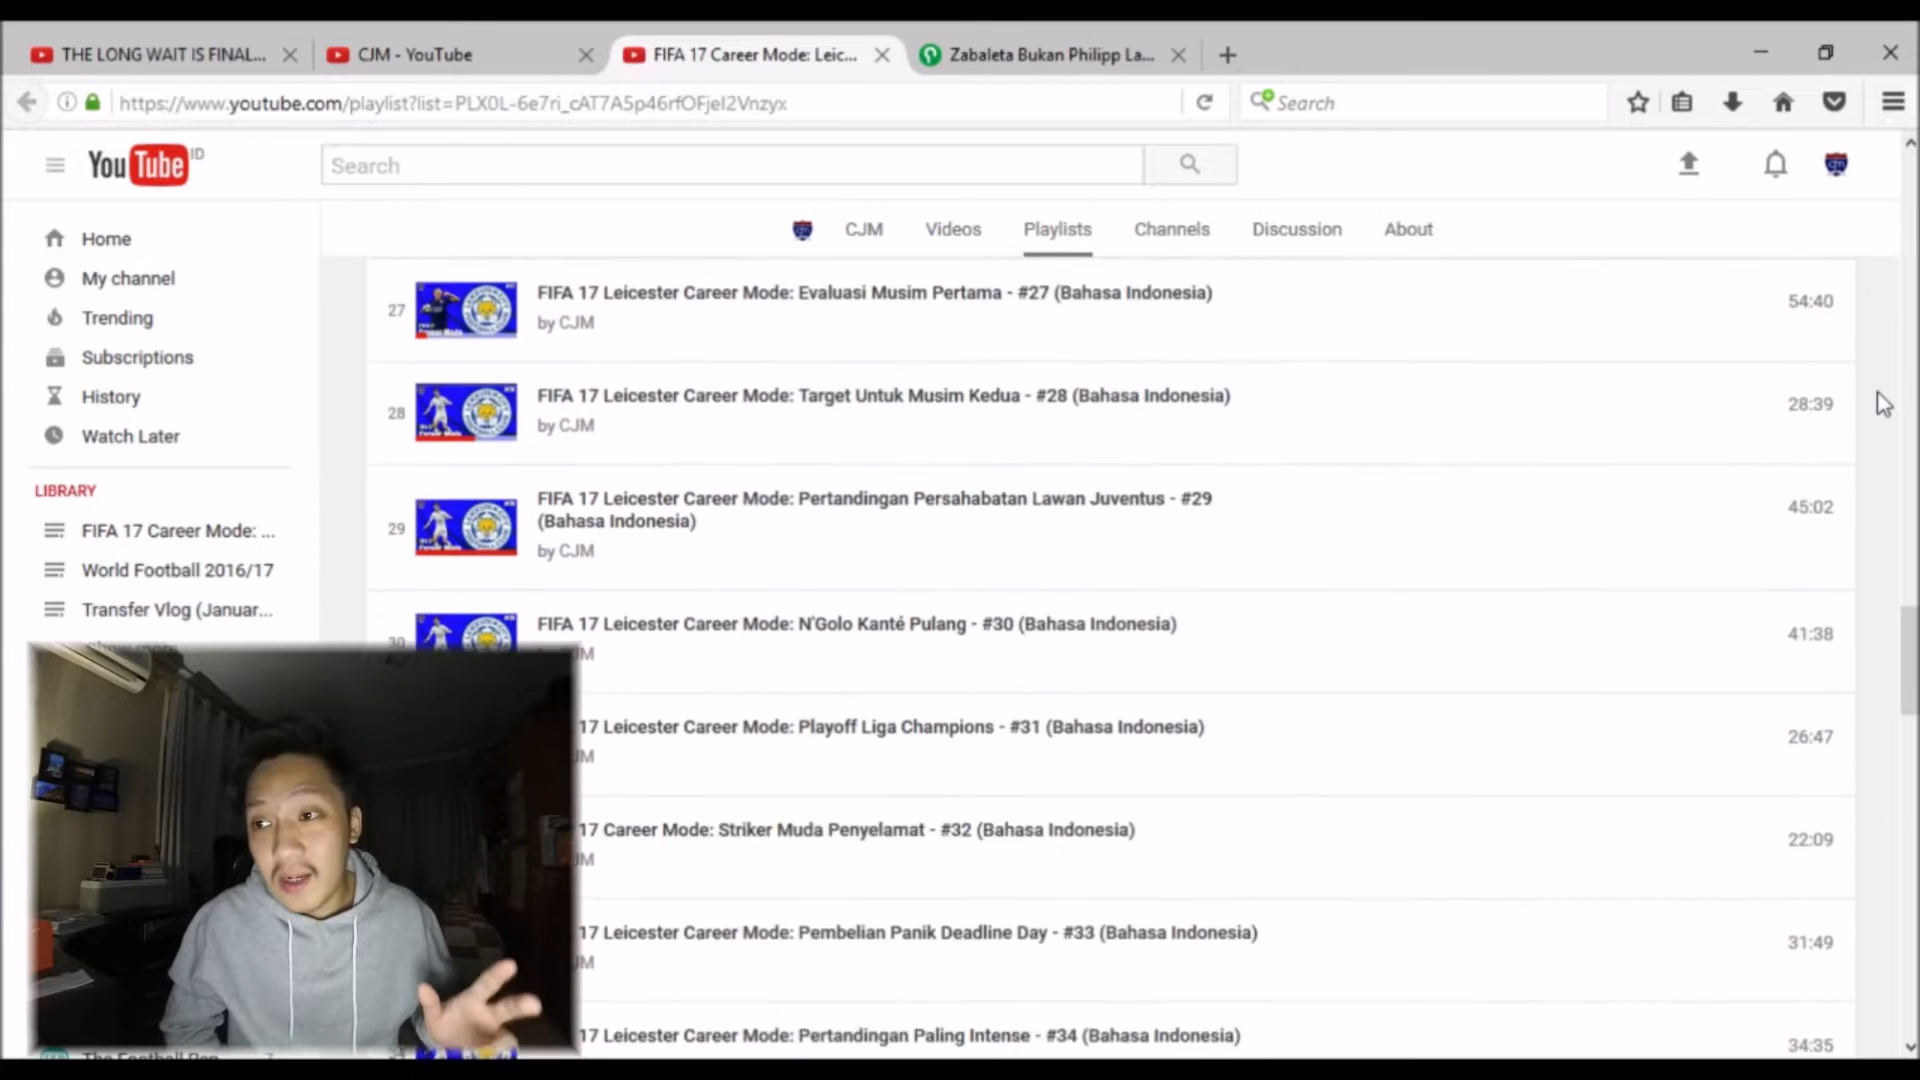 THE LONG WAIT IS FINAL...
CJM - YouTube
FIFA 17 Career Mode: Leic...
Zabaleta Bukan Philipp La...
https://www.youtube.com/playlist?list=PLX0L-6e7ri_cAT7A5p46rfOFjeI2Vnzyx
Search
YouTube ID
Search
CJM
Videos
Playlists
Channels
Discussion
About
Home
My channel
Trending
Subscriptions
History
Watch Later
LIBRARY
FIFA 17 Career Mode: ...
World Football 2016/17
Transfer Vlog (Januar...
27
FIFA 17 Leicester Career Mode: Evaluasi Musim Pertama - #27 (Bahasa Indonesia)
by CJM
54:40
28
FIFA 17 Leicester Career Mode: Target Untuk Musim Kedua - #28 (Bahasa Indonesia)
by CJM
28:39
29
FIFA 17 Leicester Career Mode: Pertandingan Persahabatan Lawan Juventus - #29
(Bahasa Indonesia)
by CJM
45:02
30
FIFA 17 Leicester Career Mode: N'Golo Kanté Pulang - #30 (Bahasa Indonesia)
M
41:38
17 Leicester Career Mode: Playoff Liga Champions - #31 (Bahasa Indonesia)
M
26:47
17 Career Mode: Striker Muda Penyelamat - #32 (Bahasa Indonesia)
JM
22:09
17 Leicester Career Mode: Pembelian Panik Deadline Day - #33 (Bahasa Indonesia)
JM
31:49
17 Leicester Career Mode: Pertandingan Paling Intense - #34 (Bahasa Indonesia)
34:35
The Football